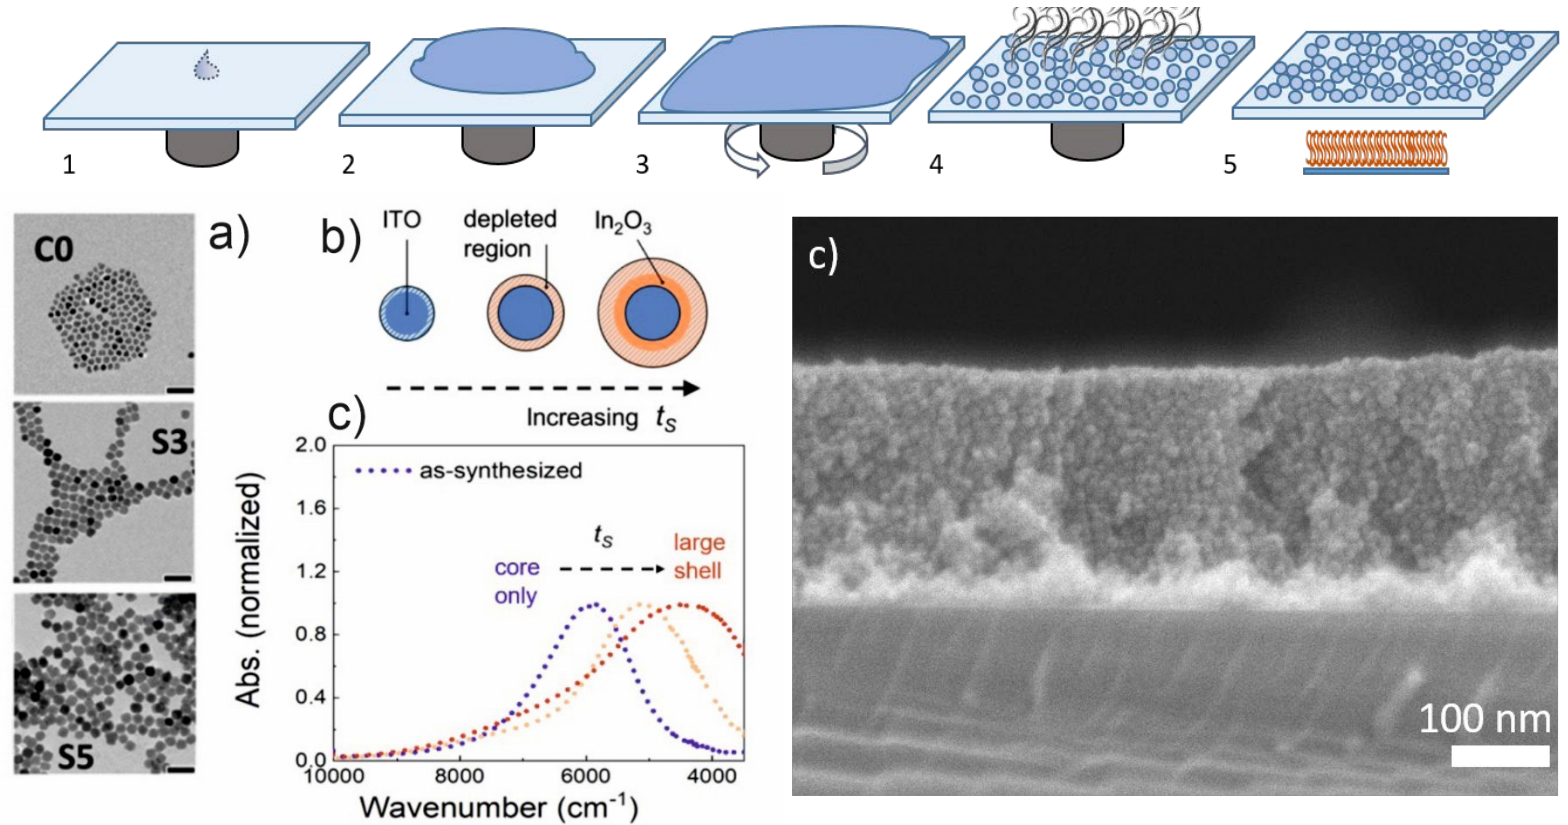 1
2
3
4
5
C0
S3
S5
a)
b)
ITO
depleted
region
In₂O₃
Increasing tₛ
c)
2.0
1.6
1.2
0.8
0.4
0.0
Abs. (normalized)
as-synthesized
tₛ
core
only
large
shell
10000
8000
6000
4000
Wavenumber (cm⁻¹)
c)
100 nm